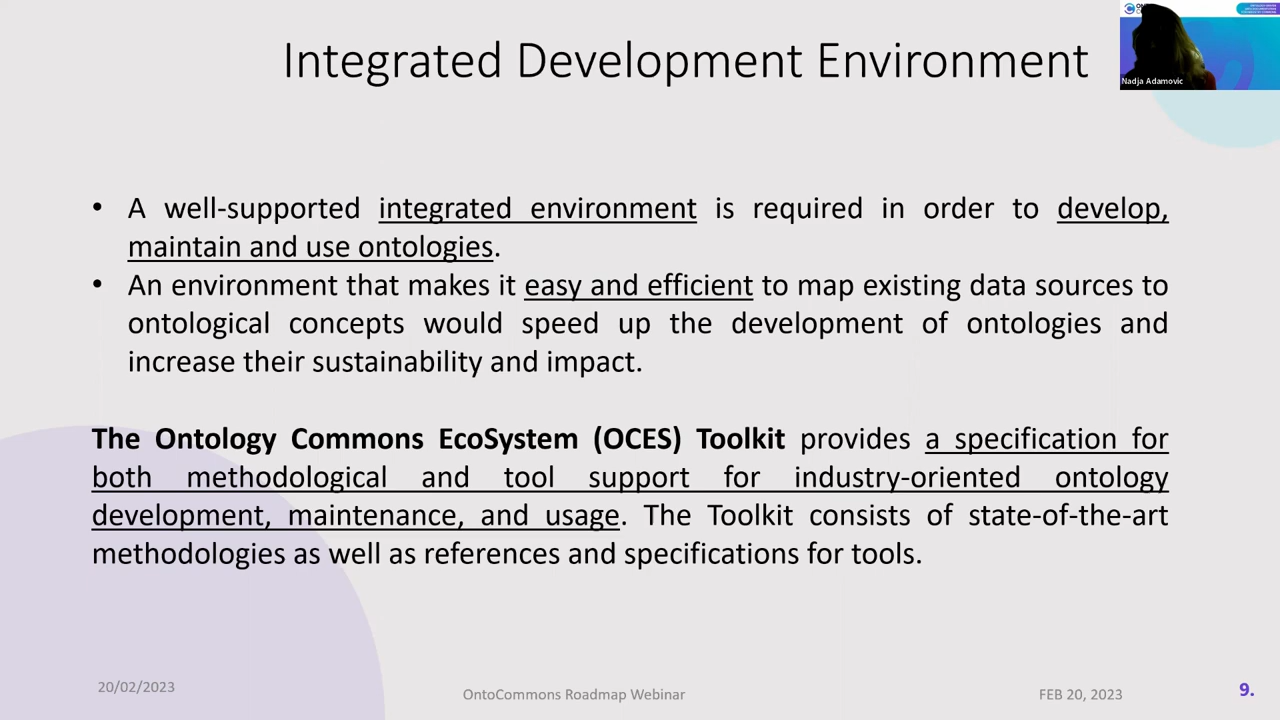 Integrated Development Environment
Nadja Adamovic
• A well-supported integrated environment is required in order to develop,
maintain and use ontologies.
• An environment that makes it easy and efficient to map existing data sources to
ontological concepts would speed up the development of ontologies and
increase their sustainability and impact.
The Ontology Commons EcoSystem (OCES) Toolkit provides a specification for
both methodological and tool support for industry-oriented ontology
development, maintenance, and usage. The Toolkit consists of state-of-the-art
methodologies as well as references and specifications for tools.
20/02/2023
OntoCommons Roadmap Webinar
FEB 20, 2023
9.